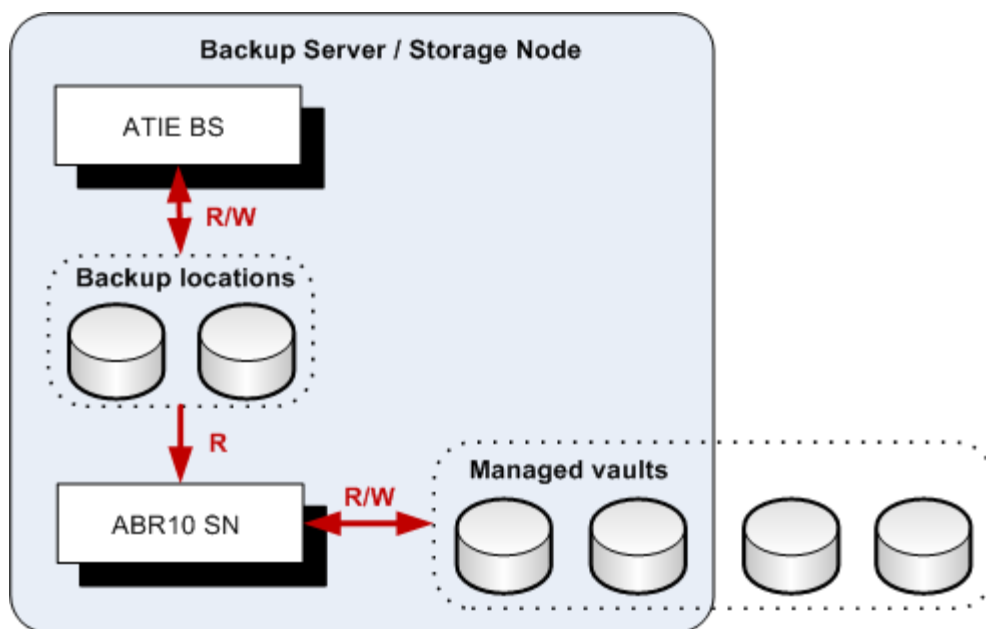 Backup Server / Storage Node
ATIE BS
R/W
Backup locations
R
Managed vaults
R/W
ABR10 SN